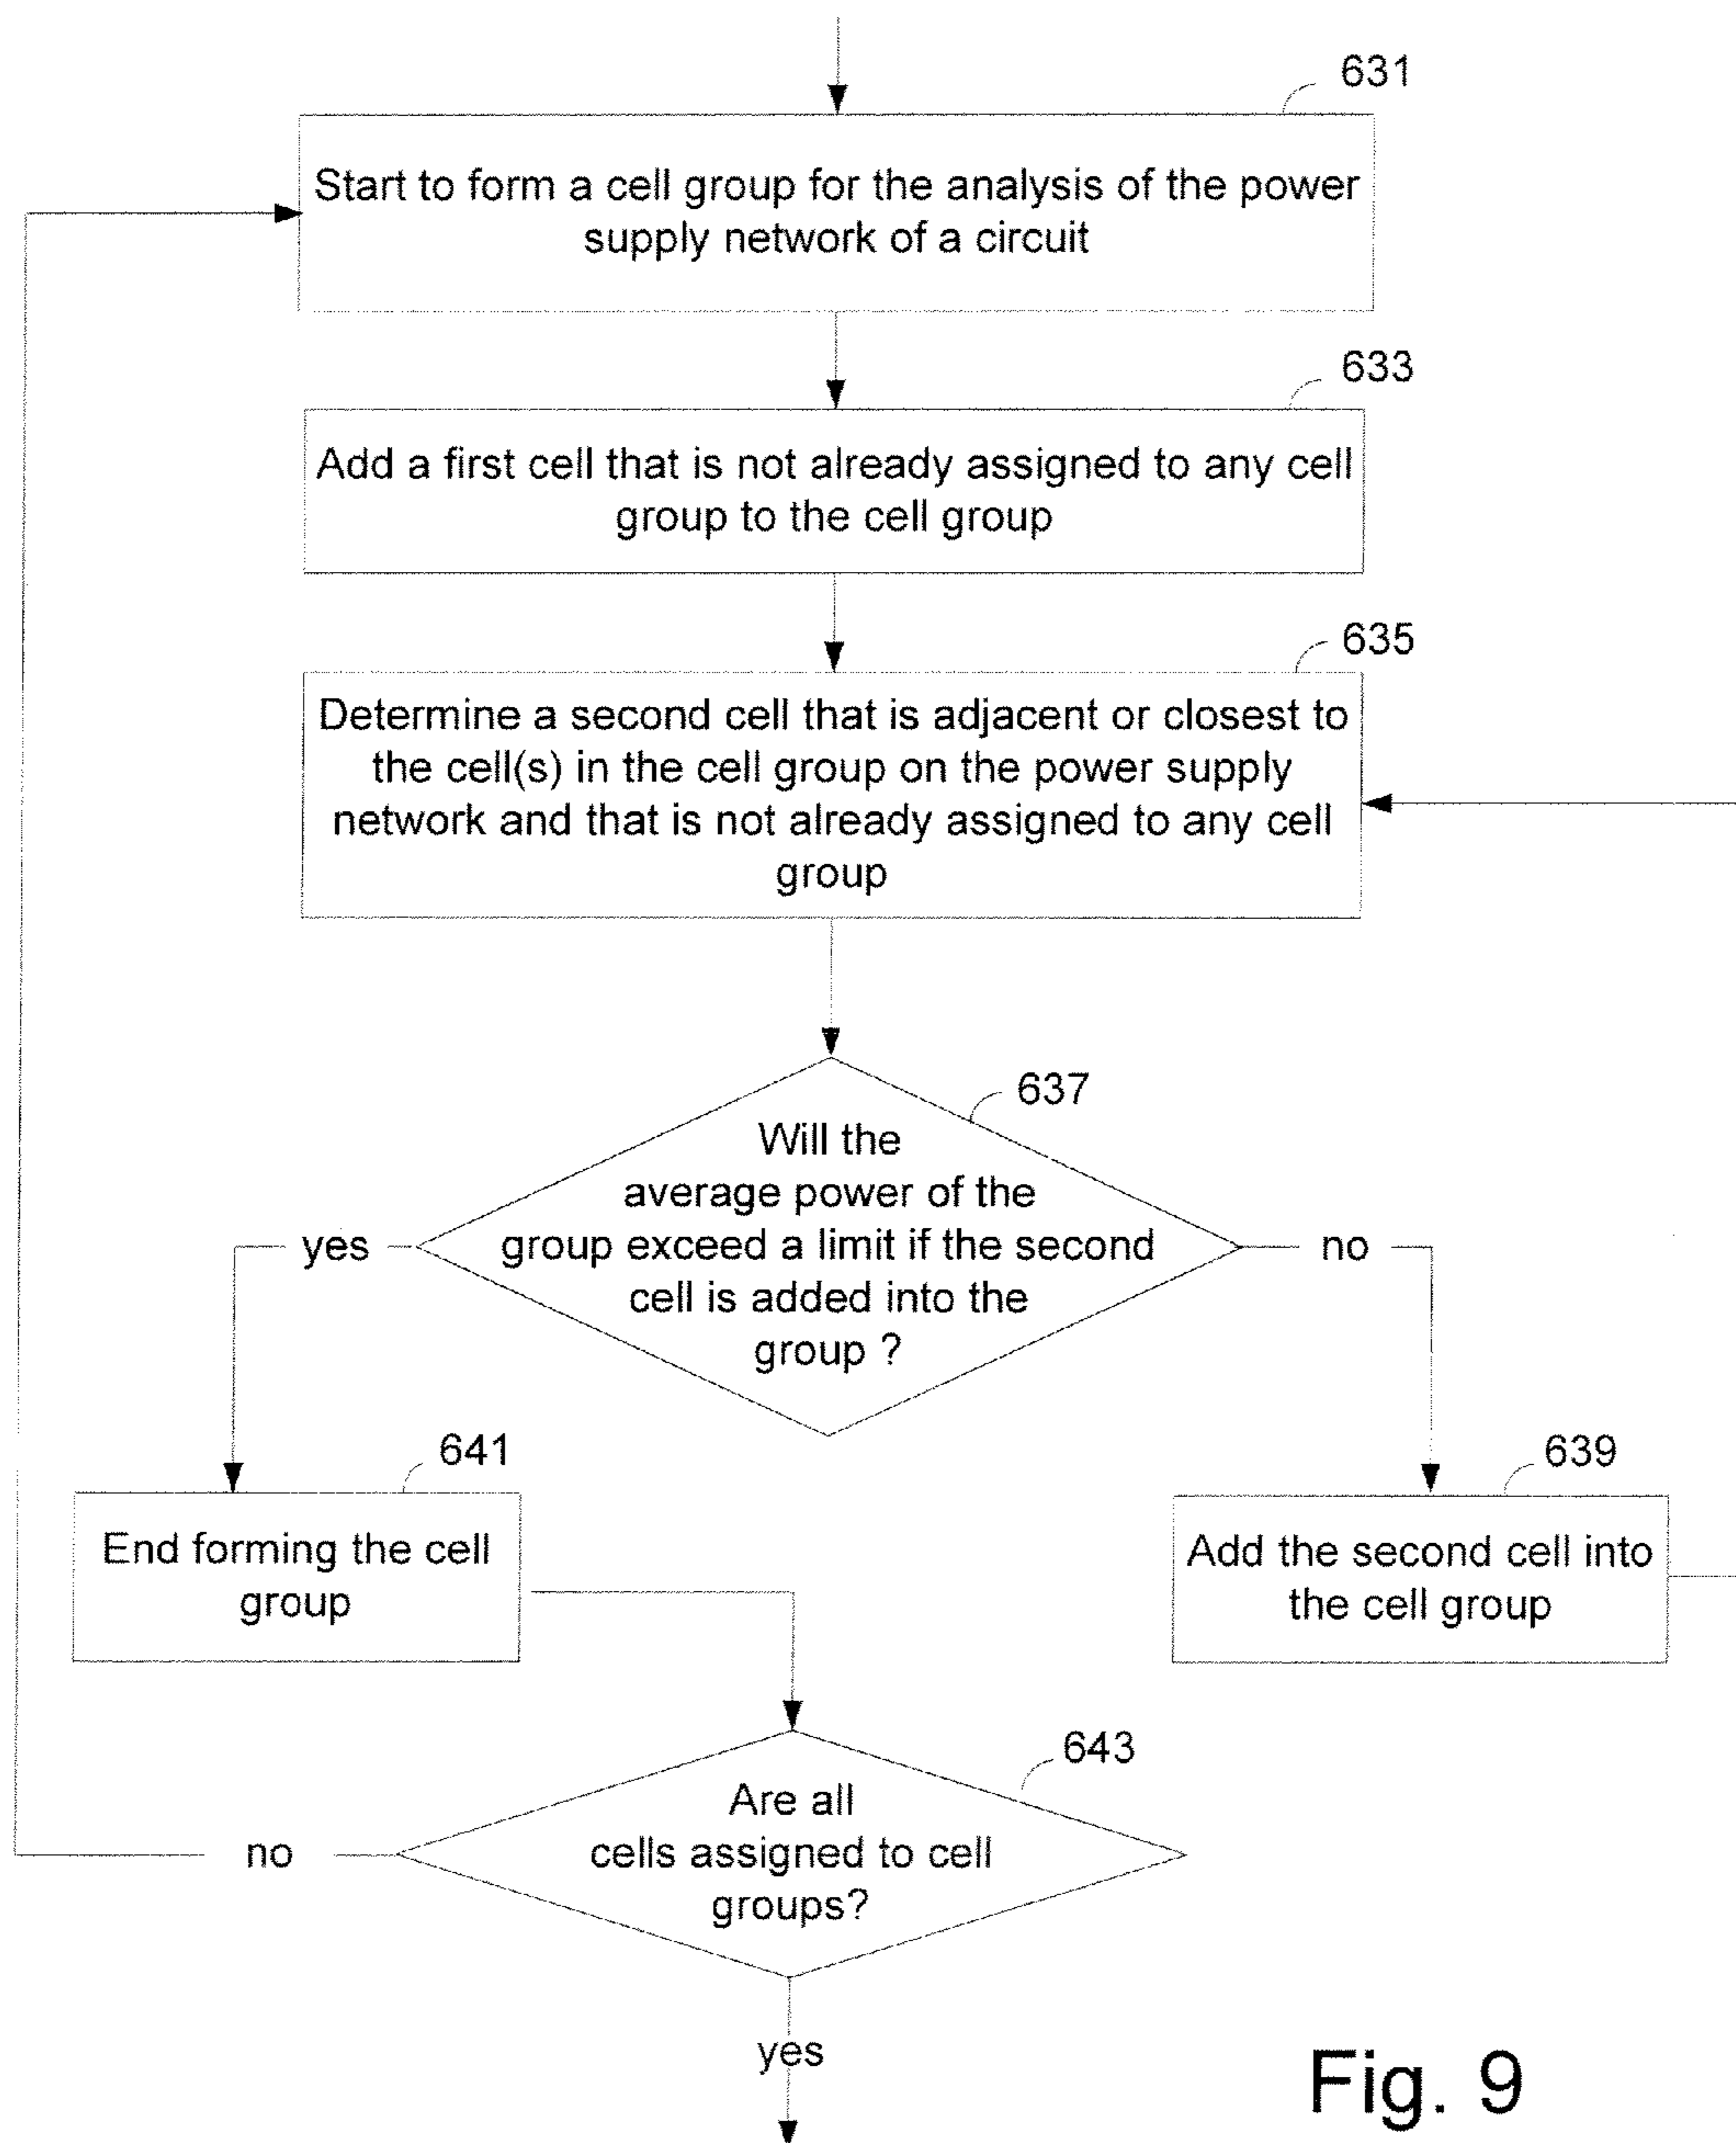 631
Start to form a cell group for the analysis of the power
supply network of a circuit
633
Add a first cell that is not already assigned to any cell
group to the cell group
635
Determine a second cell that is adjacent or closest to
the cell(s) in the cell group on the power supply
network and that is not already assigned to any cell
group
637
Will the
average power of the
group exceed a limit if the second
cell is added into the
group ?
yes
no
641
End forming the cell
group
639
Add the second cell into
the cell group
643
Are all
cells assigned to cell
groups?
no
yes
Fig. 9